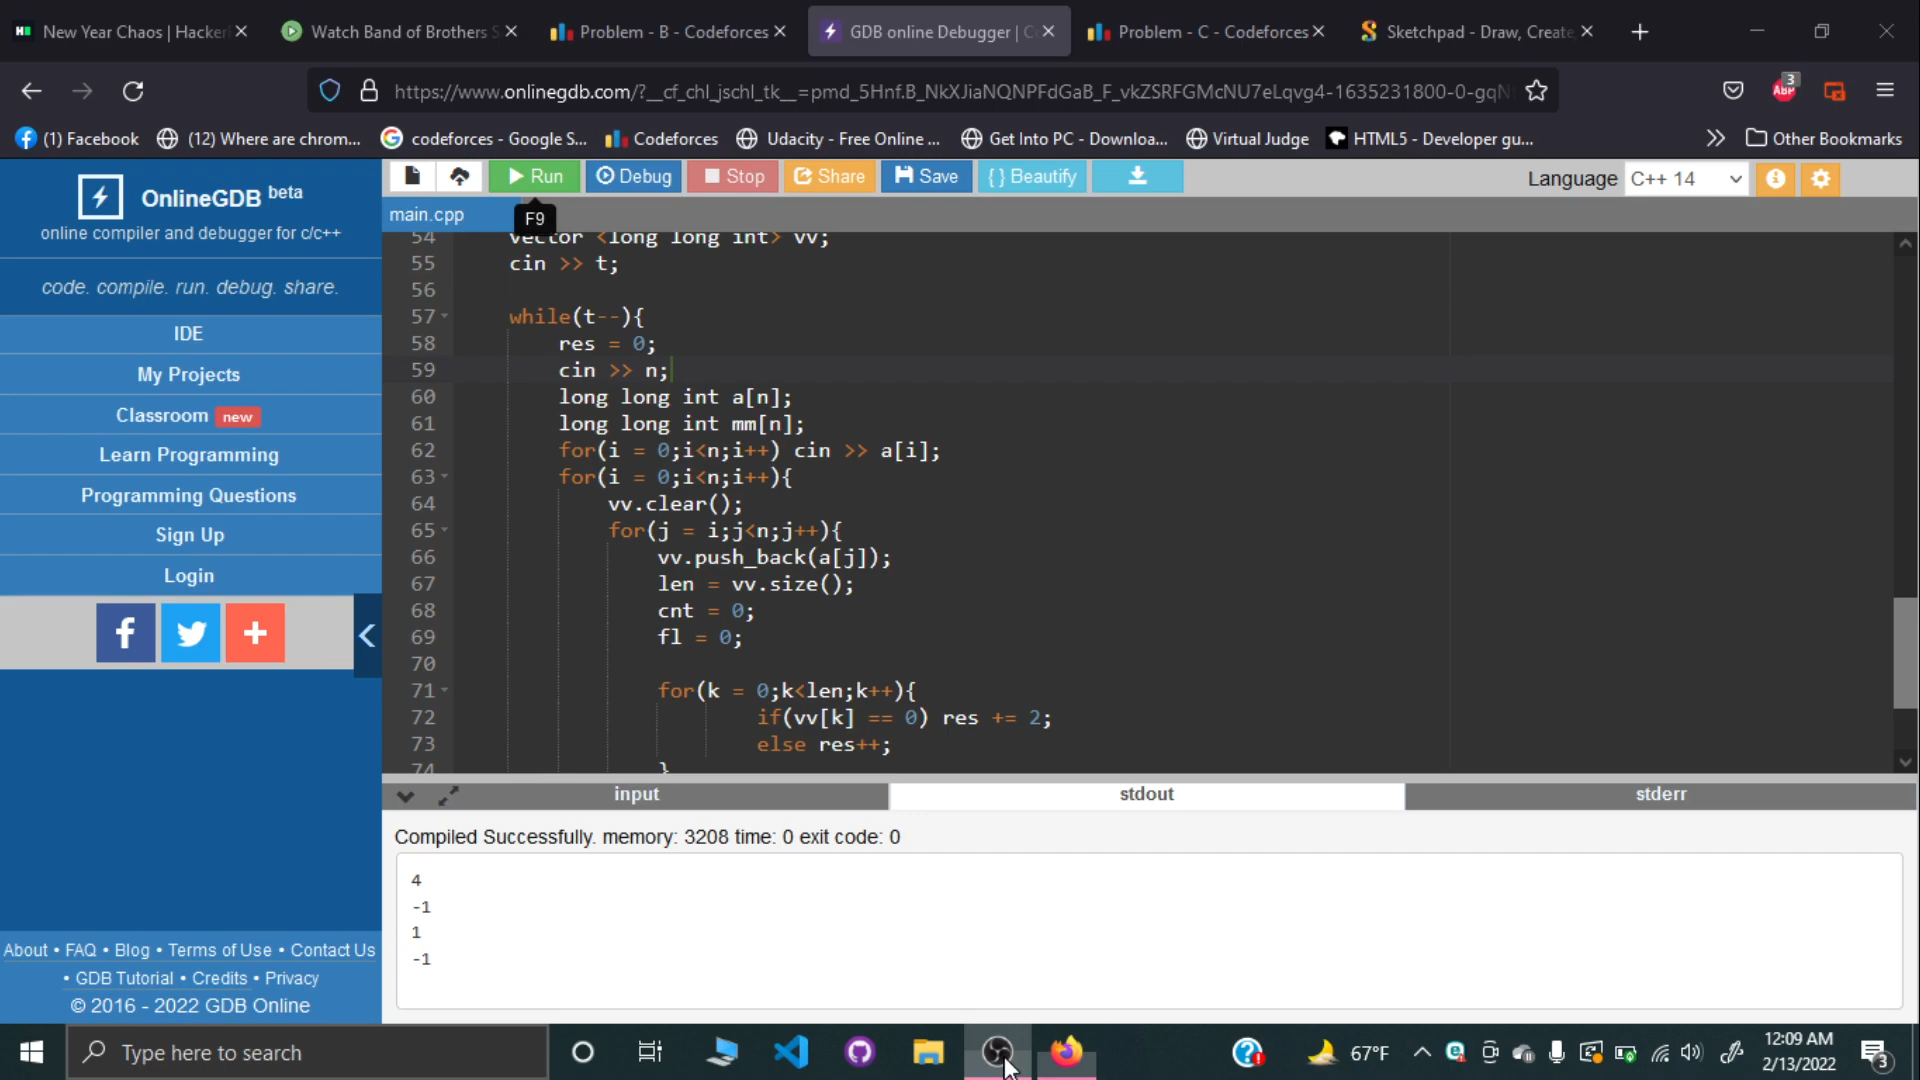 New Year Chaos | Hacker
Watch Band of Brothers S
Problem - B - Codeforces
GDB online Debugger | C
Problem - C - Codeforces
Sketchpad - Draw, Create,
https://www.onlinegdb.com/?__cf_chl_jschl_tk__=pmd_5Hnf.B_NkXJiaNQNPFdGaB_F_vkZSRFGMcNU7eLqvg4-1635231800-0-gqN
3
ABP
(1) Facebook
(12) Where are chrom...
codeforces - Google S...
Codeforces
Udacity - Free Online ...
Get Into PC - Downloa...
Virtual Judge
HTML5 - Developer gu...
Other Bookmarks
OnlineGDB beta
online compiler and debugger for c/c++
code. compile. run. debug. share.
IDE
My Projects
Classroom new
Learn Programming
Programming Questions
Sign Up
Login
About • FAQ • Blog • Terms of Use • Contact Us
• GDB Tutorial • Credits • Privacy
© 2016 - 2022 GDB Online
Run
Debug
Stop
Share
Save
{ } Beautify
Language C++ 14
main.cpp
F9
54 vector <long long int> vv;
55 cin >> t;
56
57 while(t--){
58 res = 0;
59 cin >> n;
60 long long int a[n];
61 long long int mm[n];
62 for(i = 0;i<n;i++) cin >> a[i];
63 for(i = 0;i<n;i++){
64 vv.clear();
65 for(j = i;j<n;j++){
66 vv.push_back(a[j]);
67 len = vv.size();
68 cnt = 0;
69 fl = 0;
70
71 for(k = 0;k<len;k++){
72 if(vv[k] == 0) res += 2;
73 else res++;
74 }
input
stdout
stderr
Compiled Successfully. memory: 3208 time: 0 exit code: 0
4
-1
1
-1
Type here to search
67°F
12:09 AM
2/13/2022
3